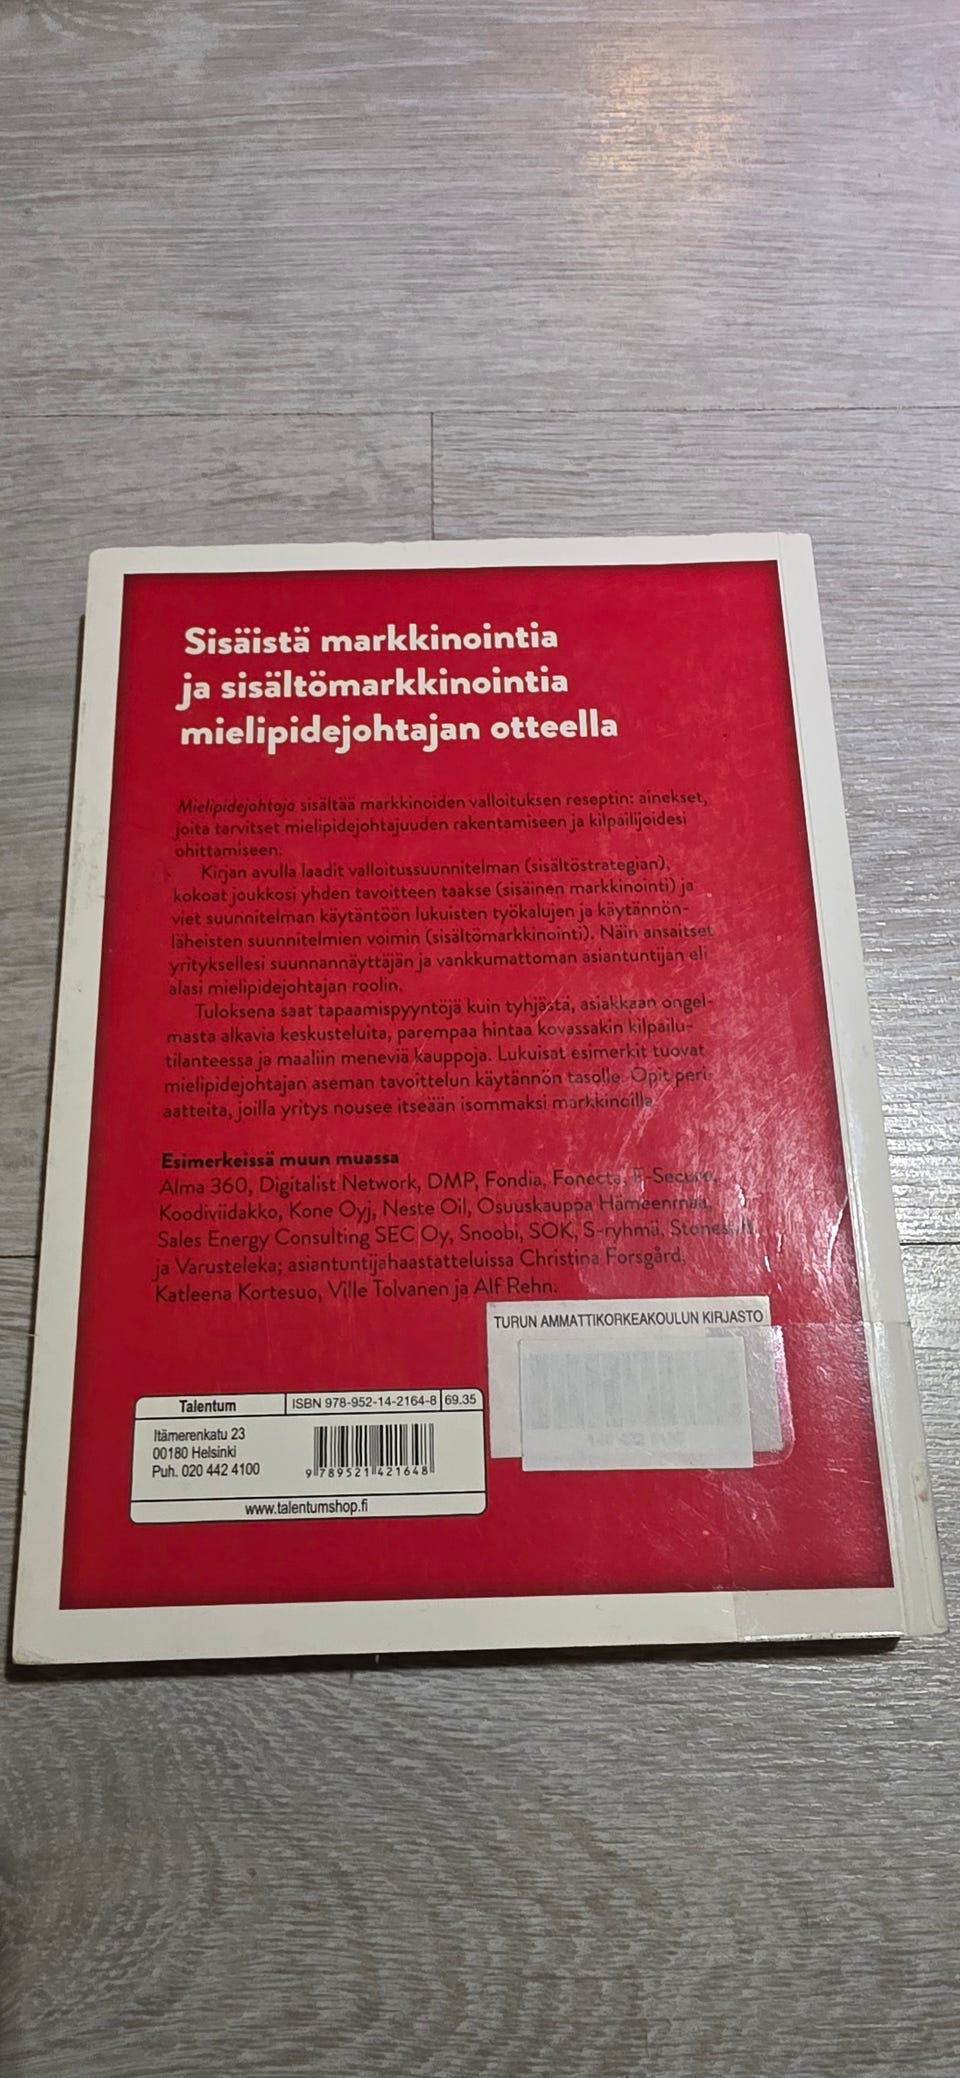 Sisäistä markkinointia
ja sisältömarkkinointia
mielipidejohtajan otteella
Mielipidejohtaja sisältää markkinoiden valloituksen reseptin: ainekset,
joita tarvitset mielipidejohtajuuden rakentamiseen ja kilpailijoidesi
ohittamiseen.
Kirjan avulla laadit valloitussuunnitelman (sisältöstrategian),
kokoat joukkosi yhden tavoitteen taakse (sisäinen markkinointi) ja
viet suunnitelman käytäntöön lukuisten työkalujen ja käytännön-
läheisten suunnitelmien voimin (sisältömarkkinointi). Näin ansaitset
yrityksellesi suunnannäyttäjän ja vankkumattoman asiantuntijan eli
alasi mielipidejohtajan roolin.
Tuloksena saat tapaamispyyntöjä kuin tyhjästä, asiakkaan ongel-
masta alkavia keskusteluita, parempaa hintaa kovassakin kilpailu-
tilanteessa ja maaliin meneviä kauppoja. Lukuisat esimerkit tuovat
mielipidejohtajan aseman tavoittelun käytännön tasolle. Opit peri-
aatteita, joilla yritys nousee itseään isommaksi markkinoilla.
Esimerkeissä muun muassa
Alma 360, Digitalist Network, DMP, Fondia, Fonecta, F-Secure,
Koodiviidakko, Kone Oyj, Neste Oil, Osuuskauppa Hämeenmaa,
Sales Energy Consulting SEC Oy, Snoobi, SOK, S-ryhmä,
ja Varusteleka; asiantuntijahaastatteluissa Christina Forsgård,
Katleena Kortesuo, Ville Tolvanen ja Alf Rehn.
TURUN AMMATTIKORKEAKOULUN KIRJASTO
Talentum ISBN 978-952-14-2164-8 69.35
Itämerenkatu 23
00180 Helsinki
Puh. 020 442 4100
9 789521 421648
www.talentumshop.fi